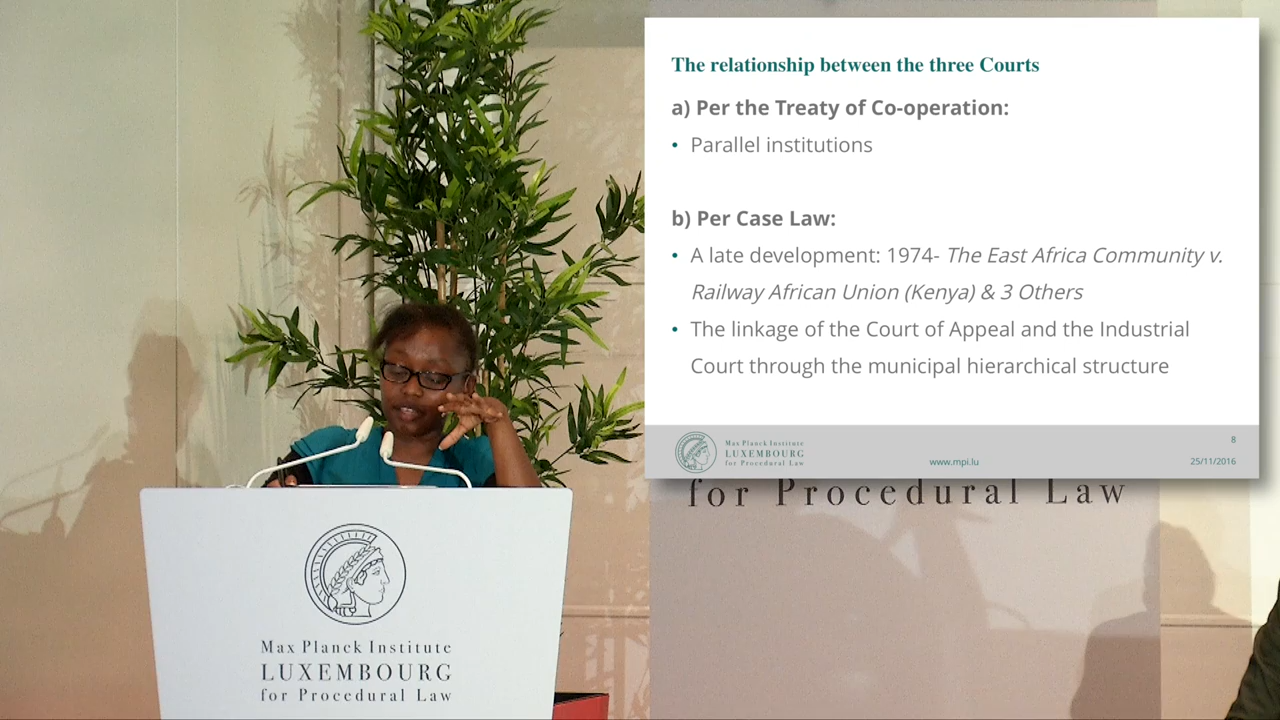 The relationship between the three Courts
a) Per the Treaty of Co-operation:
• Parallel institutions
b) Per Case Law:
• A late development: 1974- The East Africa Community v.
Railway African Union (Kenya) & 3 Others
• The linkage of the Court of Appeal and the Industrial
Court through the municipal hierarchical structure
Max Planck Institute
LUXEMBOURG
for Procedural Law
www.mpi.lu
8
25/11/2016
for Procedural Law
Max Planck Institute
LUXEMBOURG
for Procedural Law